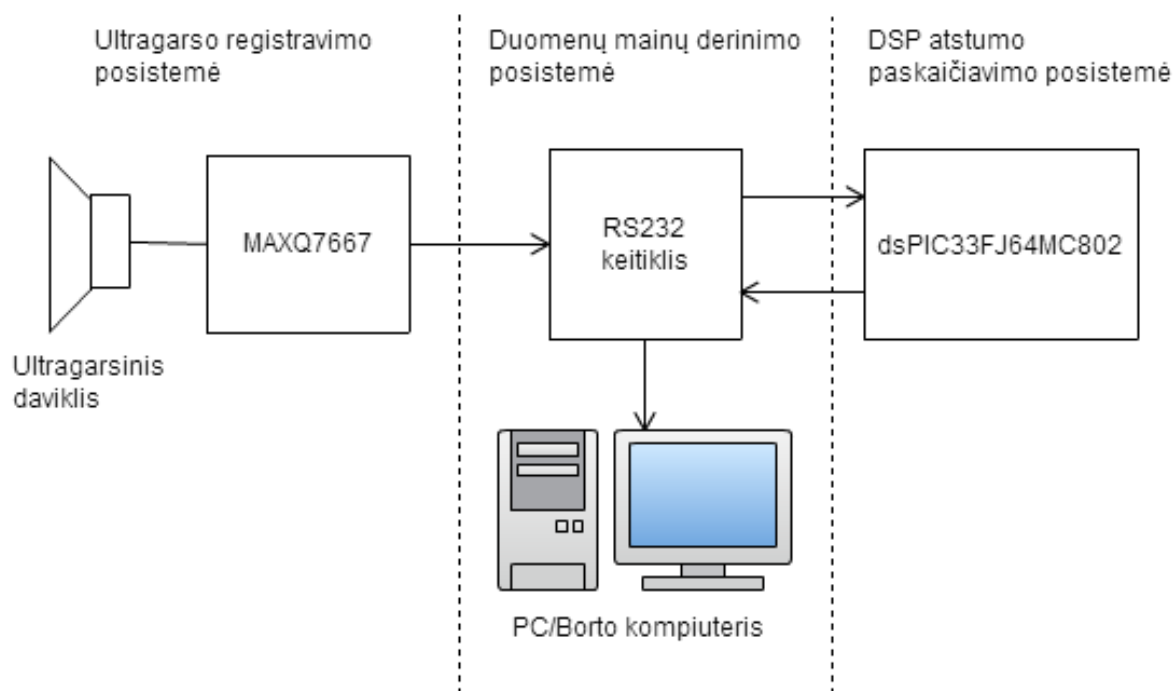 Ultragarso registravimo
posistemė
Duomenų mainų derinimo
posistemė
DSP atstumo
paskaičiavimo posistemė
MAXQ7667
RS232
keitiklis
dsPIC33FJ64MC802
Ultragarsinis
daviklis
PC/Borto kompiuteris